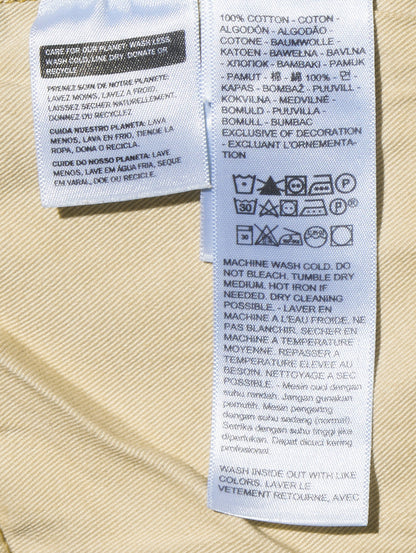 CARE FOR OUR PLANET: WASH LESS,
WASH COLD, LINE DRY, DONATE OR
RECYCLE.
PRENEZ SOIN DE NOTRE PLANÈTE:
LAVEZ MOINS, LAVEZ À FROID,
LAISSEZ SÉCHER NATURELLEMENT,
DONNEZ OU RECYCLEZ
CUIDA NUESTRO PLANETA: LAVA
MENOS, LAVA EN FRIO, TIENDE LA
ROPA, DONA O RECICLA.
CUIDE DO NOSSO PLANETA: LAVE
MENOS, LAVE EM ÁGUA FRIA, SEQUE
EM VARAL, DOE OU RECICLE.
100% COTTON - COTON -
ALGODÓN - ALGODÃO -
COTONE - BAUMWOLLE -
KATOEN - BAWEŁNA - BAVLNA
- ХЛОПОК - BAMBAKI - PAMUK
- PAMUT - 棉 - 綿 100% - 면 -
KAPAS - BOMBAŽ - PUUVILL -
KOKVILNA - MEDVILNĖ -
BOMULD - PUUVILLA -
BOMULL - BUMBAC
EXCLUSIVE OF DECORATION
- EXCLUANT L'ORNEMENTA-
TION
P
30
P
30
MACHINE WASH COLD. DO
NOT BLEACH. TUMBLE DRY
MEDIUM. HOT IRON IF
NEEDED. DRY CLEANING
POSSIBLE. - LAVER EN
MACHINE A L'EAU FROIDE. NE
PAS BLANCHIR. SECHER EN
MACHINE A TEMPERATURE
MOYENNE. REPASSER A
TEMPERATURE ELEVEE AU
BESOIN. NETTOYAGE A SEC
POSSIBLE. - Mesin cuci dengan
suhu rendah. Jangan gunakan
pemutih. Mesin pengering
dengan suhu sedang (normal).
Setrika dengan suhu tinggi jika
diperlukan. Dapat dicuci kering
profesional.
WASH INSIDE OUT WITH LIKE
COLORS. LAVER LE
VETEMENT RETOURNE, AVEC